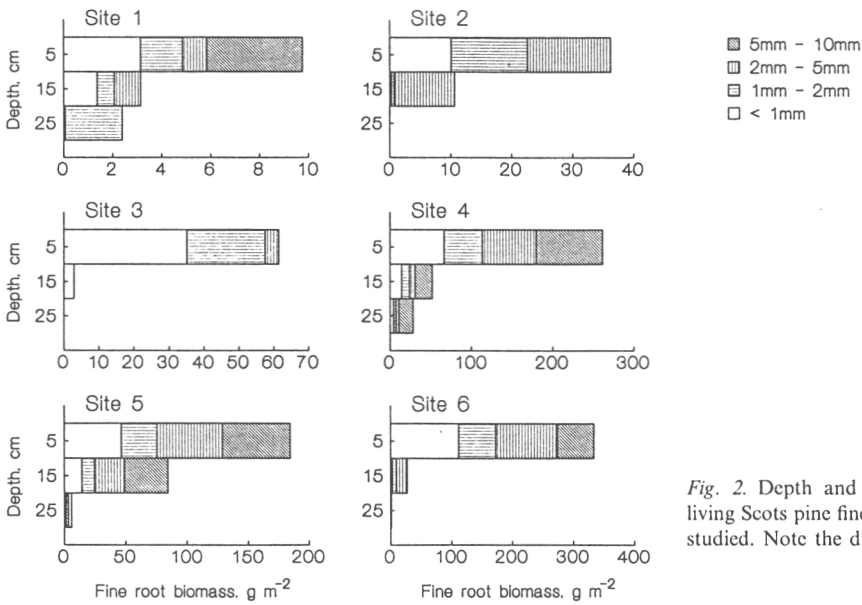 Site 1
Depth, cm
5
15
25
0 2 4 6 8 10
Site 2
0 10 20 30 40
5mm - 10mm
2mm - 5mm
1mm - 2mm
< 1mm
Site 3
Depth, cm
5
15
25
0 10 20 30 40 50 60 70
Site 4
5
15
25
0 100 200 300
Site 5
Depth, cm
5
15
25
0 50 100 150 200
Fine root biomass, g m⁻²
Site 6
0 100 200 300 400
Fine root biomass, g m⁻²
Fig. 2. Depth and
living Scots pine fine
studied. Note the d